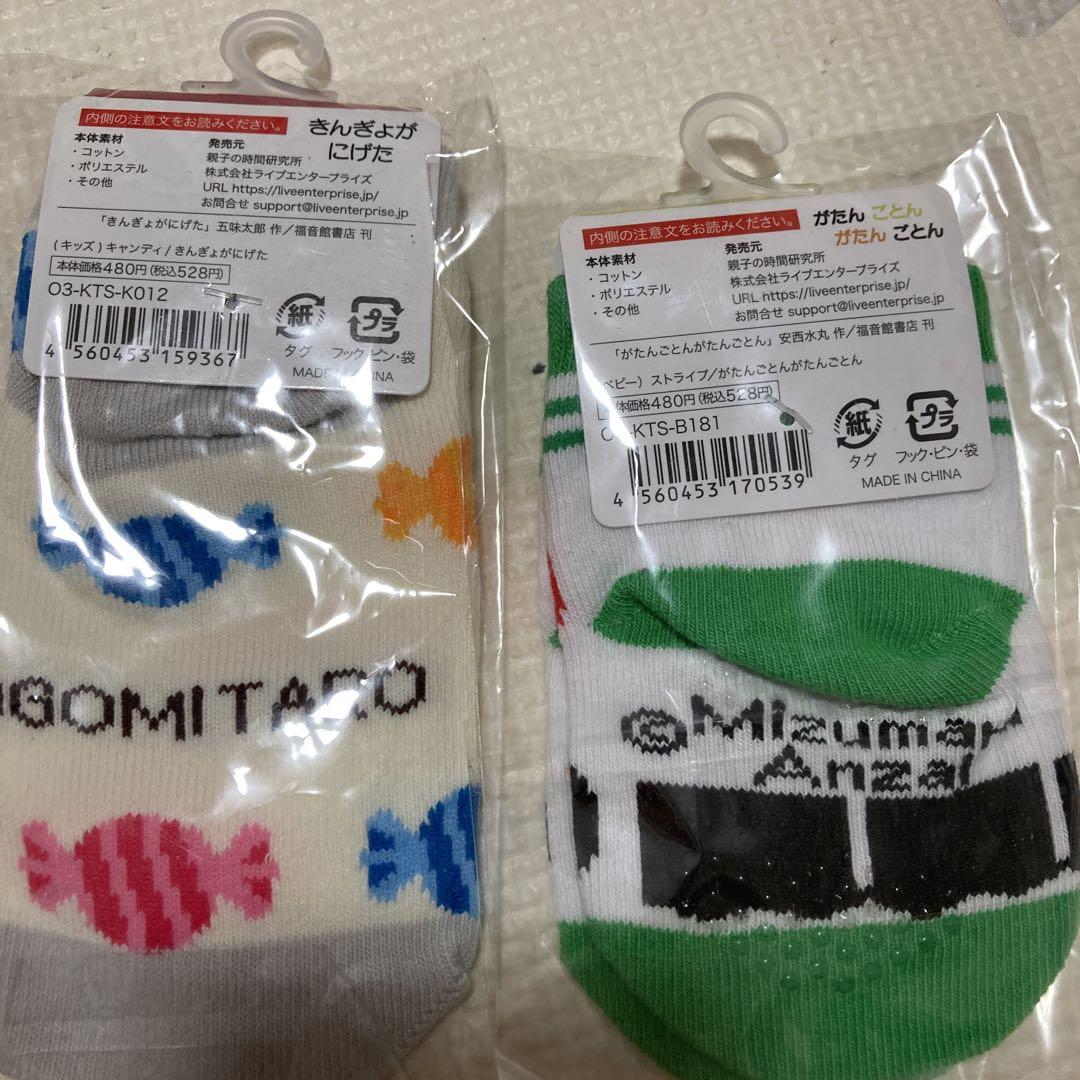 内側の注意文をお読みください。
きんぎょが
にげた
本体素材
・コットン
・ポリエステル
・その他
発売元
親子の時間研究所
株式会社ライブエンタープライズ
URL https://liveenterprise.jp/
お問合せ support@liveenterprise.jp
「きんぎょがにげた」五味太郎 作／福音館書店 刊
(キッズ)キャンディ/きんぎょがにげた
本体価格480円(税込528円)
O3-KTS-K012
4 560453 159367
紙
タグ
プラ
フック・ピン・袋
MADE IN CHINA
GOMI TARO
内側の注意文をお読みください。
がたん ごとん
がたん ごとん
本体素材
・コットン
・ポリエステル
・その他
発売元
親子の時間研究所
株式会社ライブエンタープライズ
URL https://liveenterprise.jp/
お問合せ support@liveenterprise.jp
「がたんごとんがたんごとん」安西水丸 作／福音館書店 刊
ベビー）ストライプ/がたんごとんがたんごとん
体価格480円(税込528円)
-KTS-B181
4 560453 170539
紙
タグ
プラ
フック・ピン・袋
MADE IN CHINA
©Mizumaru
Anzai